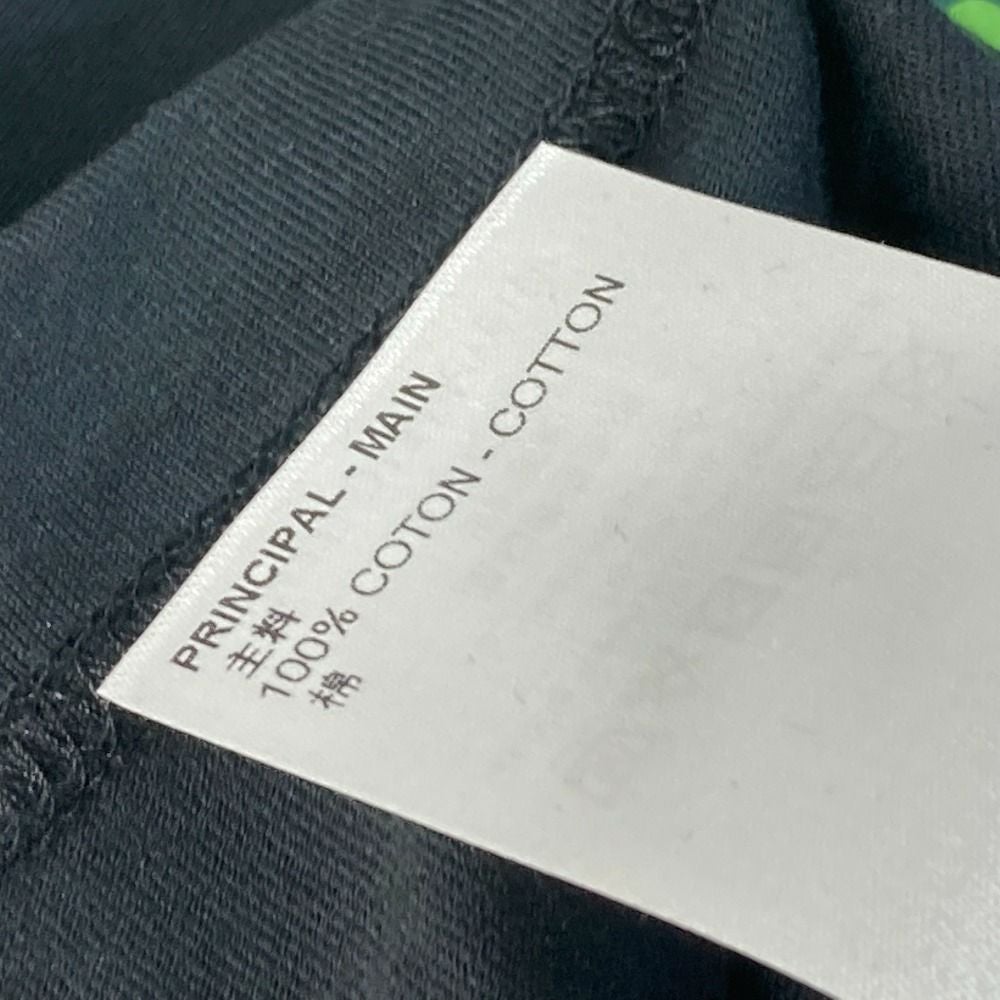 PRINCIPAL - MAIN
主料
100% COTON - COTTON
棉